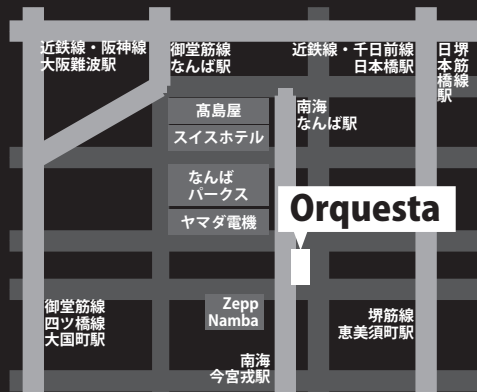 近鉄線・阪神線
大阪難波駅
御堂筋線
なんば駅
近鉄線・千日前線
日本橋駅
堺筋線
日本橋駅
髙島屋
スイスホテル
南海
なんば駅
なんば
パークス
ヤマダ電機
Orquesta
御堂筋線
四ツ橋線
大国町駅
Zepp
Namba
堺筋線
恵美須町駅
南海
今宮戎駅